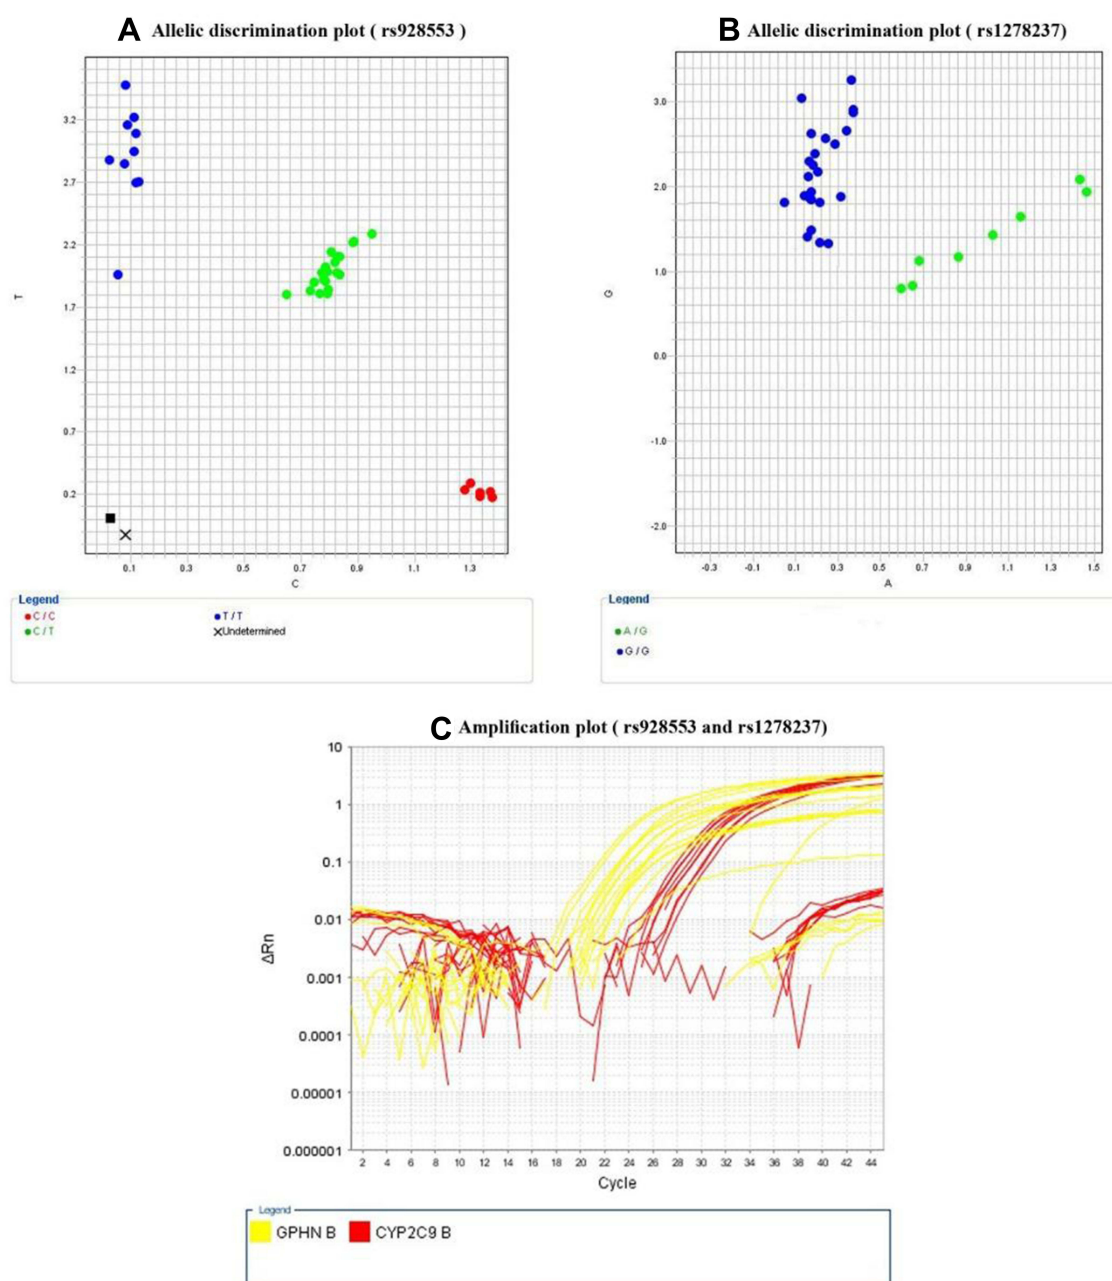 A Allelic discrimination plot ( rs928553 )
3.2
2.7
2.2
1.7
1.2
0.7
0.2
T
0.1 0.3 0.5 0.7 0.9 1.1 1.3
C
Legend
C / C
T / T
C / T
Undetermined
B Allelic discrimination plot ( rs1278237)
3.0
2.0
1.0
0.0
-1.0
-2.0
G
-0.3 -0.1 0.1 0.3 0.5 0.7 0.9 1.1 1.3 1.5
A
Legend
A / G
G / G
C Amplification plot ( rs928553 and rs1278237)
10
1
0.1
0.01
0.001
0.0001
0.00001
0.000001
ΔRn
2 4 6 8 10 12 14 16 18 20 22 24 26 28 30 32 34 36 38 40 42 44
Cycle
Legend
GPHN B CYP2C9 B